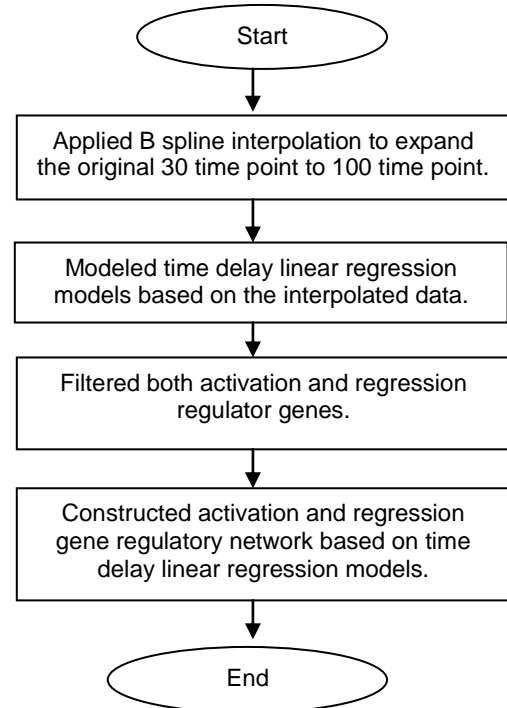 Start
Applied B spline interpolation to expand
the original 30 time point to 100 time point.
Modeled time delay linear regression
models based on the interpolated data.
Filtered both activation and regression
regulator genes.
Constructed activation and regression
gene regulatory network based on time
delay linear regression models.
End